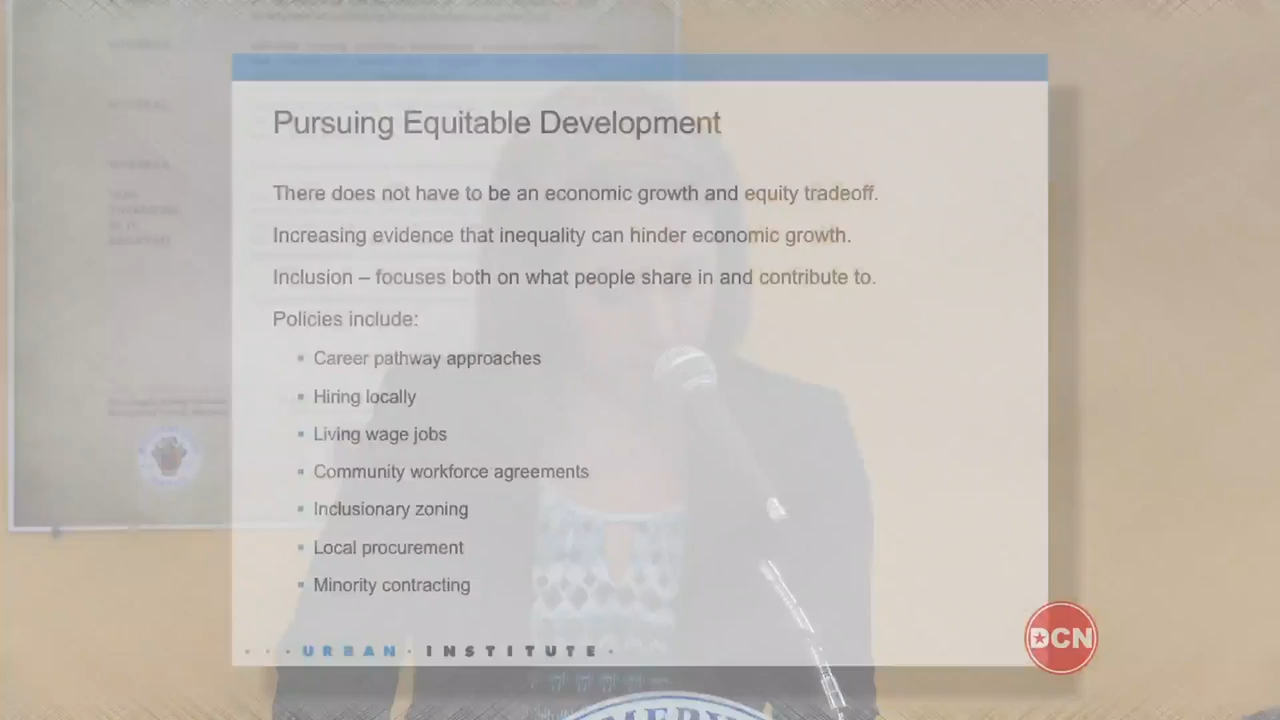 Pursuing Equitable Development
There does not have to be an economic growth and equity tradeoff.
Increasing evidence that inequality can hinder economic growth.
Inclusion – focuses both on what people share in and contribute to.
Policies include:
▪ Career pathway approaches
▪ Hiring locally
▪ Living wage jobs
▪ Community workforce agreements
▪ Inclusionary zoning
▪ Local procurement
▪ Minority contracting
URBAN · INSTITUTE
DCN